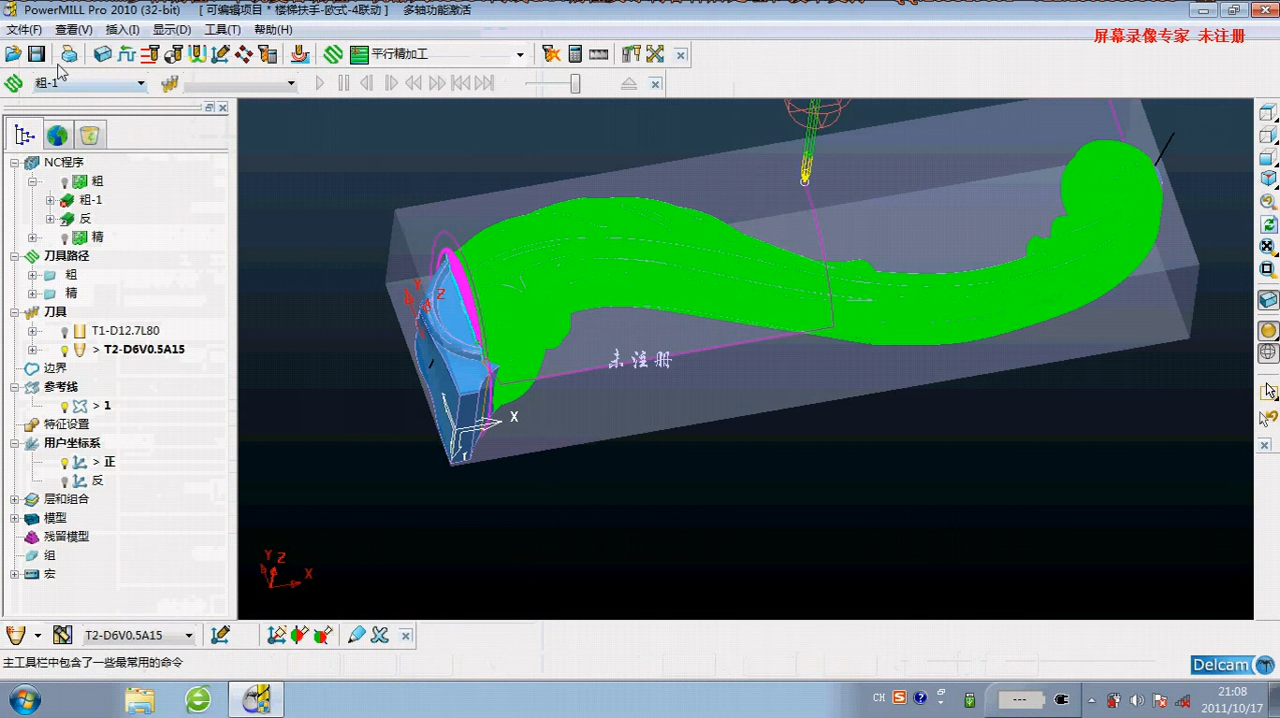 PowerMILL Pro 2010 (32-bit) [ 可编辑项目 * 楼梯扶手-欧式-4联动 ] 多轴功能激活
文件(F) 查看(V) 插入(I) 显示(D) 工具(T) 帮助(H)
屏幕录像专家 未注册
平行精加工
粗-1
NC程序
粗
粗-1
反
精
刀具路径
粗
精
刀具
T1-D12.7L80
> T2-D6V0.5A15
边界
参考线
> 1
特征设置
用户坐标系
> 正
反
层和组合
模型
残留模型
组
宏
Y
Z
X
未注册
Y Z
X
T2-D6V0.5A15
主工具栏中包含了一些最常用的命令
Delcam
CH
21:08
2011/10/17